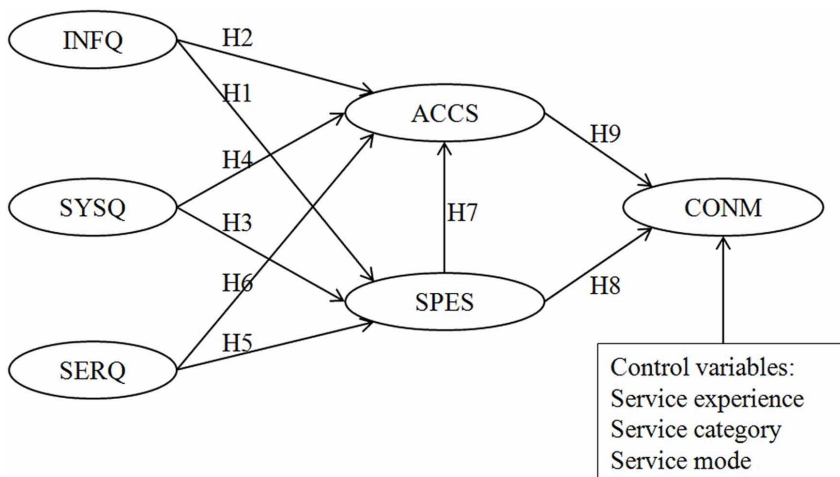 INFQ
H2
H1
ACCS
H9
H4
SYSQ
H3
H7
CONM
H6
SPES
H8
H5
SERQ
Control variables:
Service experience
Service category
Service mode